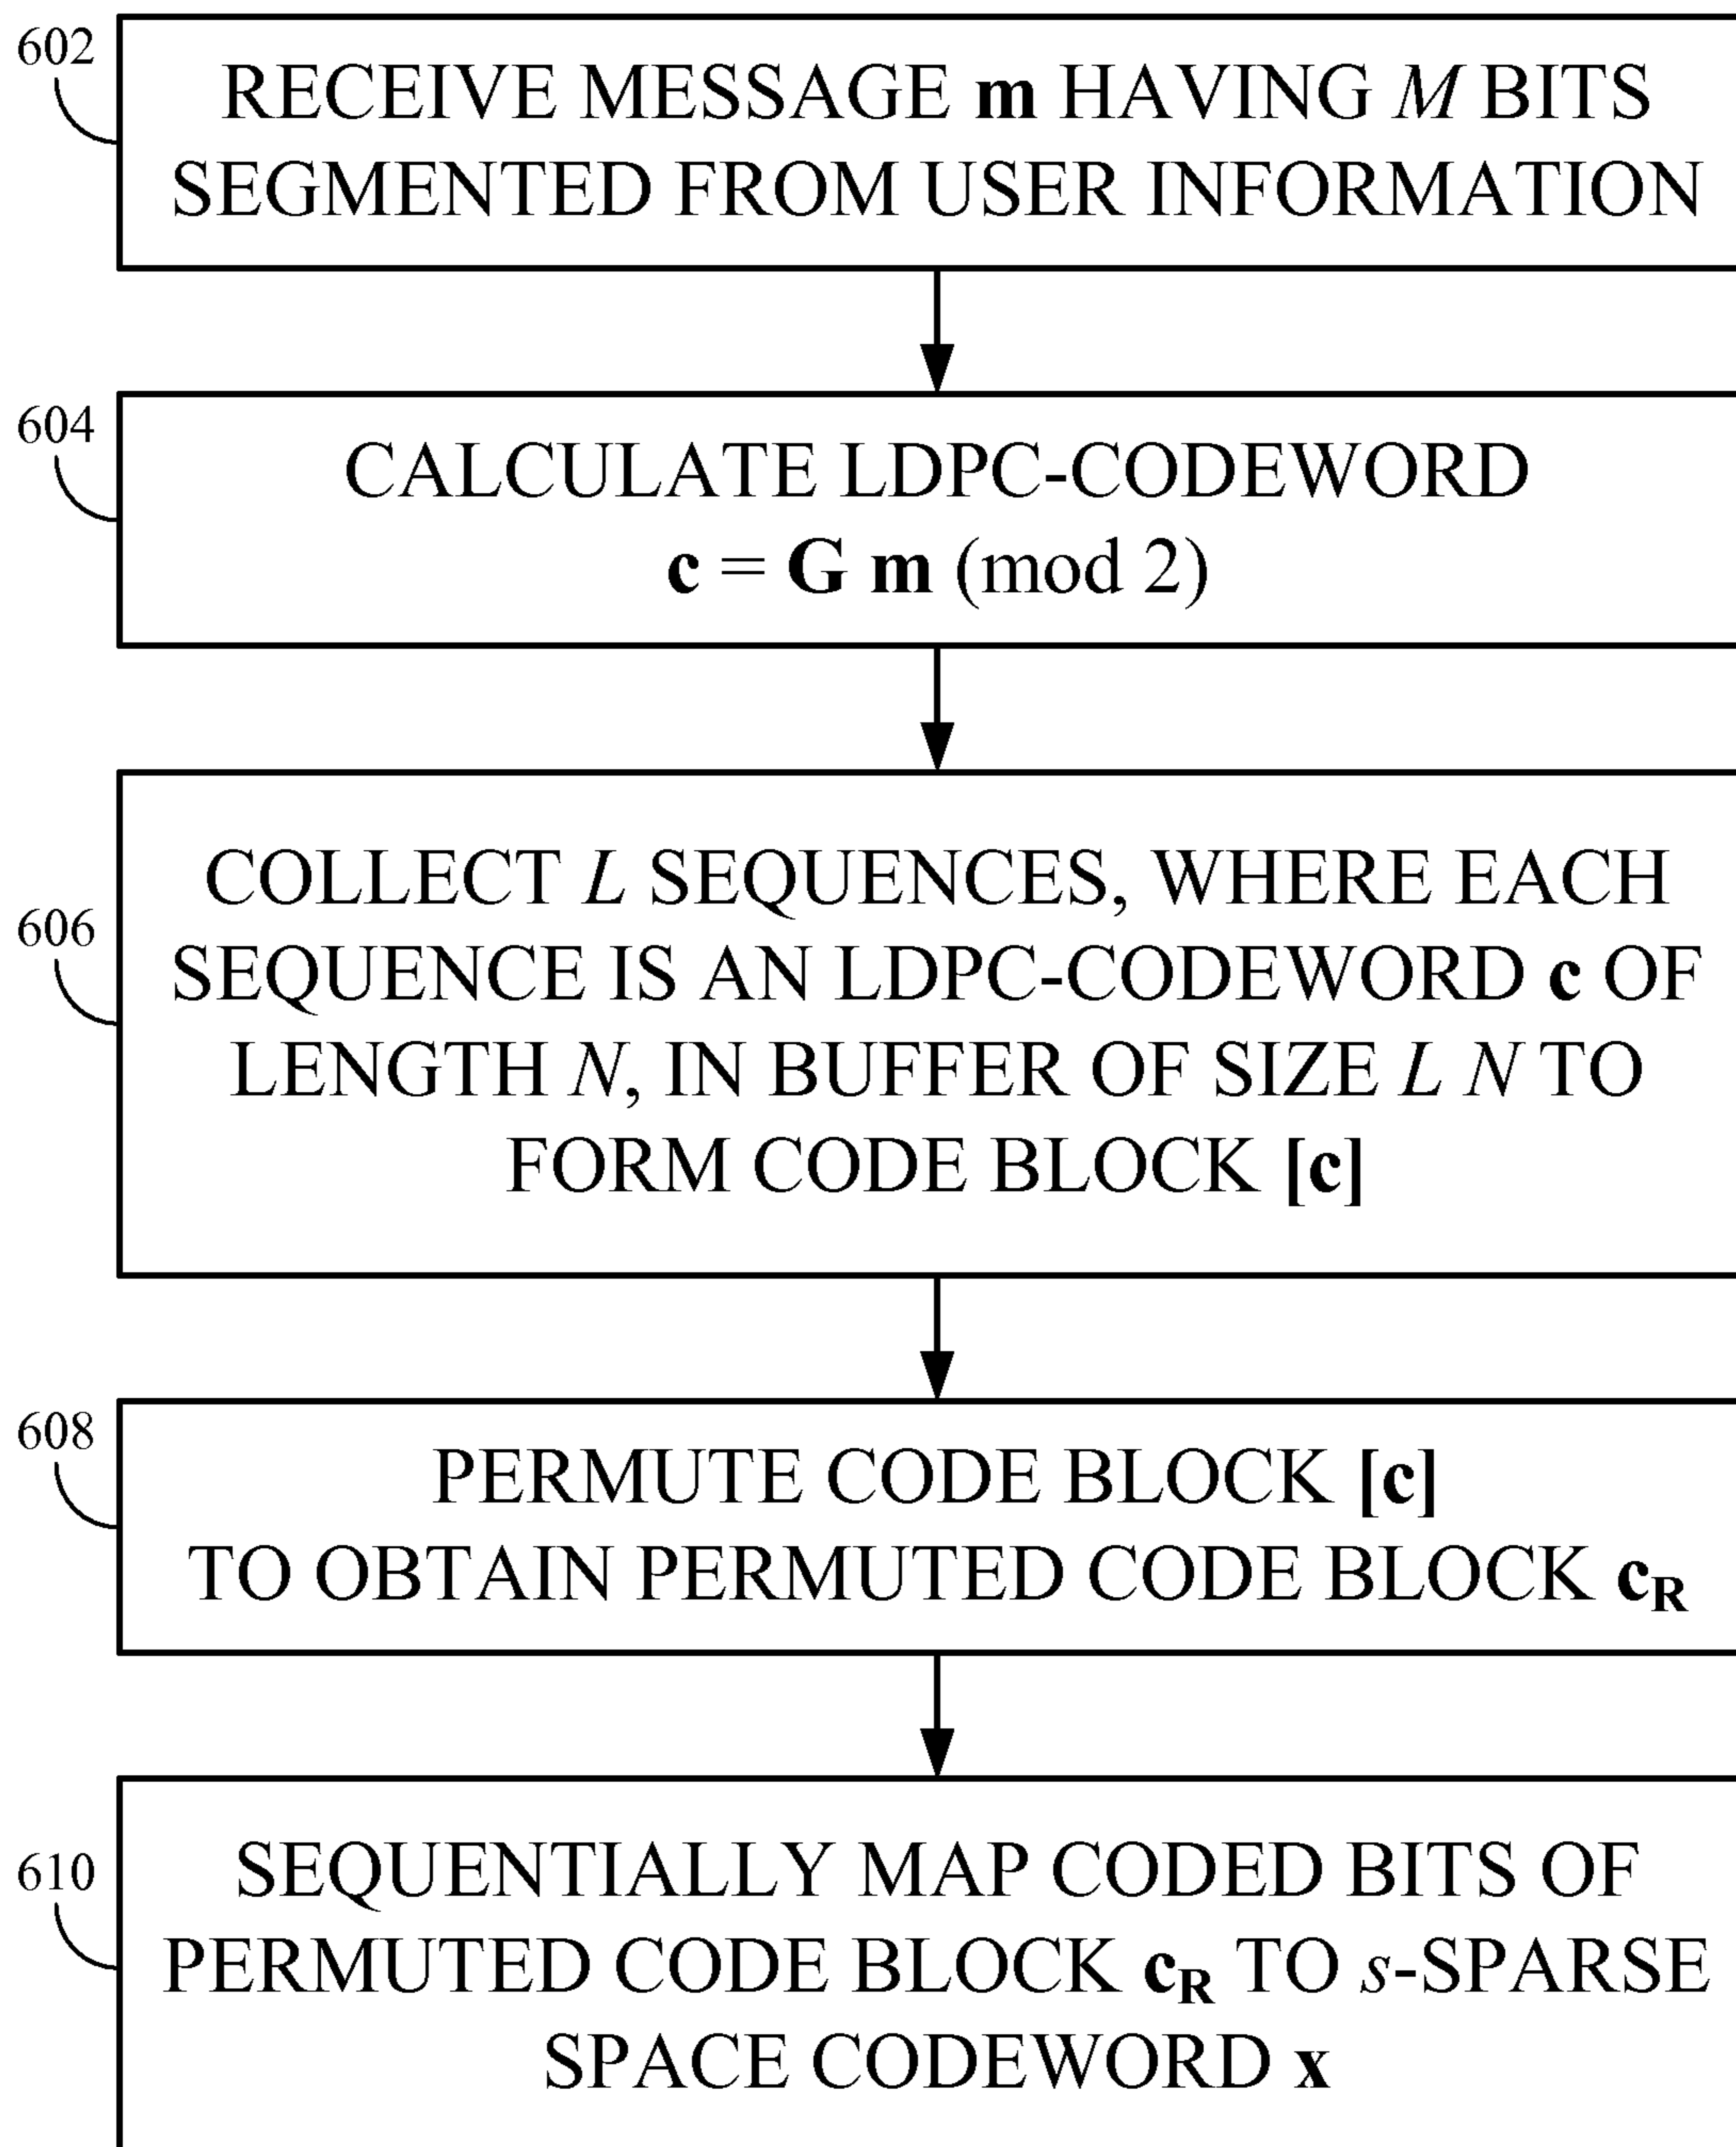 602
RECEIVE MESSAGE m HAVING M BITS
SEGMENTED FROM USER INFORMATION
604
CALCULATE LDPC-CODEWORD
c = G m (mod 2)
606
COLLECT L SEQUENCES, WHERE EACH
SEQUENCE IS AN LDPC-CODEWORD c OF
LENGTH N, IN BUFFER OF SIZE L N TO
FORM CODE BLOCK [c]
608
PERMUTE CODE BLOCK [c]
TO OBTAIN PERMUTED CODE BLOCK cR
610
SEQUENTIALLY MAP CODED BITS OF
PERMUTED CODE BLOCK cR TO s-SPARSE
SPACE CODEWORD x